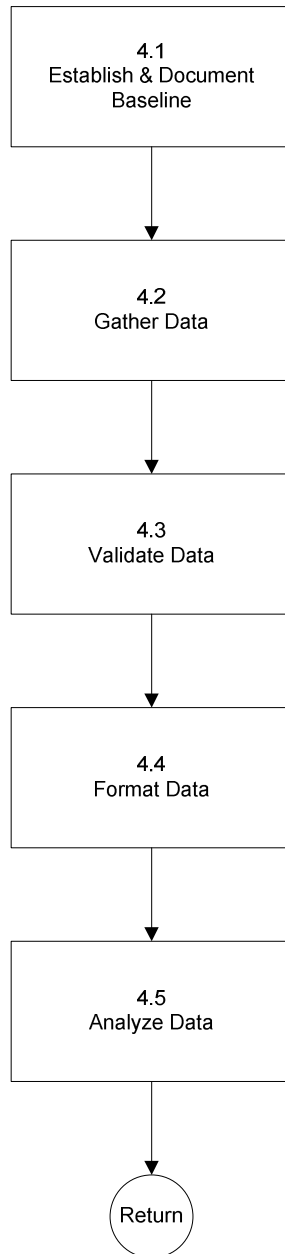 4.1
Establish & Document
Baseline
4.2
Gather Data
4.3
Validate Data
4.4
Format Data
4.5
Analyze Data
Return